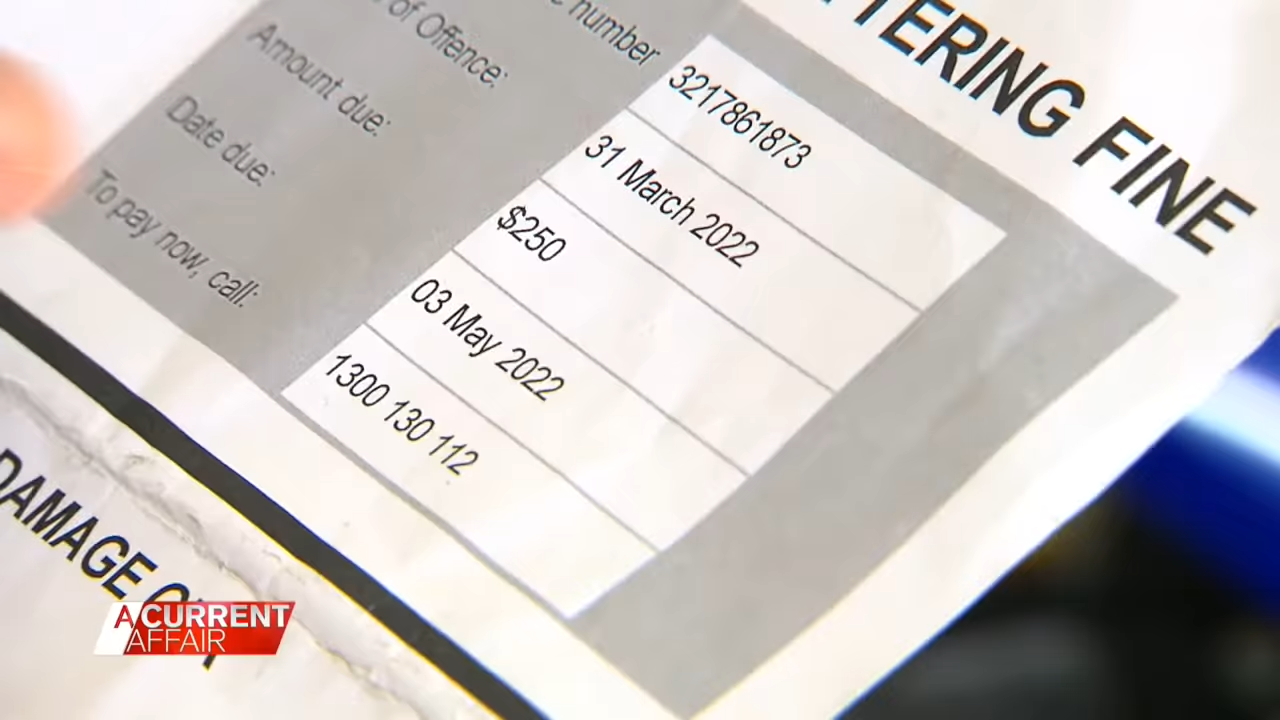 TTERING FINE
number 3217861873
of Offence: 31 March 2022
Amount due: $250
Date due: 03 May 2022
To pay now, call: 1300 130 112
DAMAGE
A CURRENT
AFFAIR